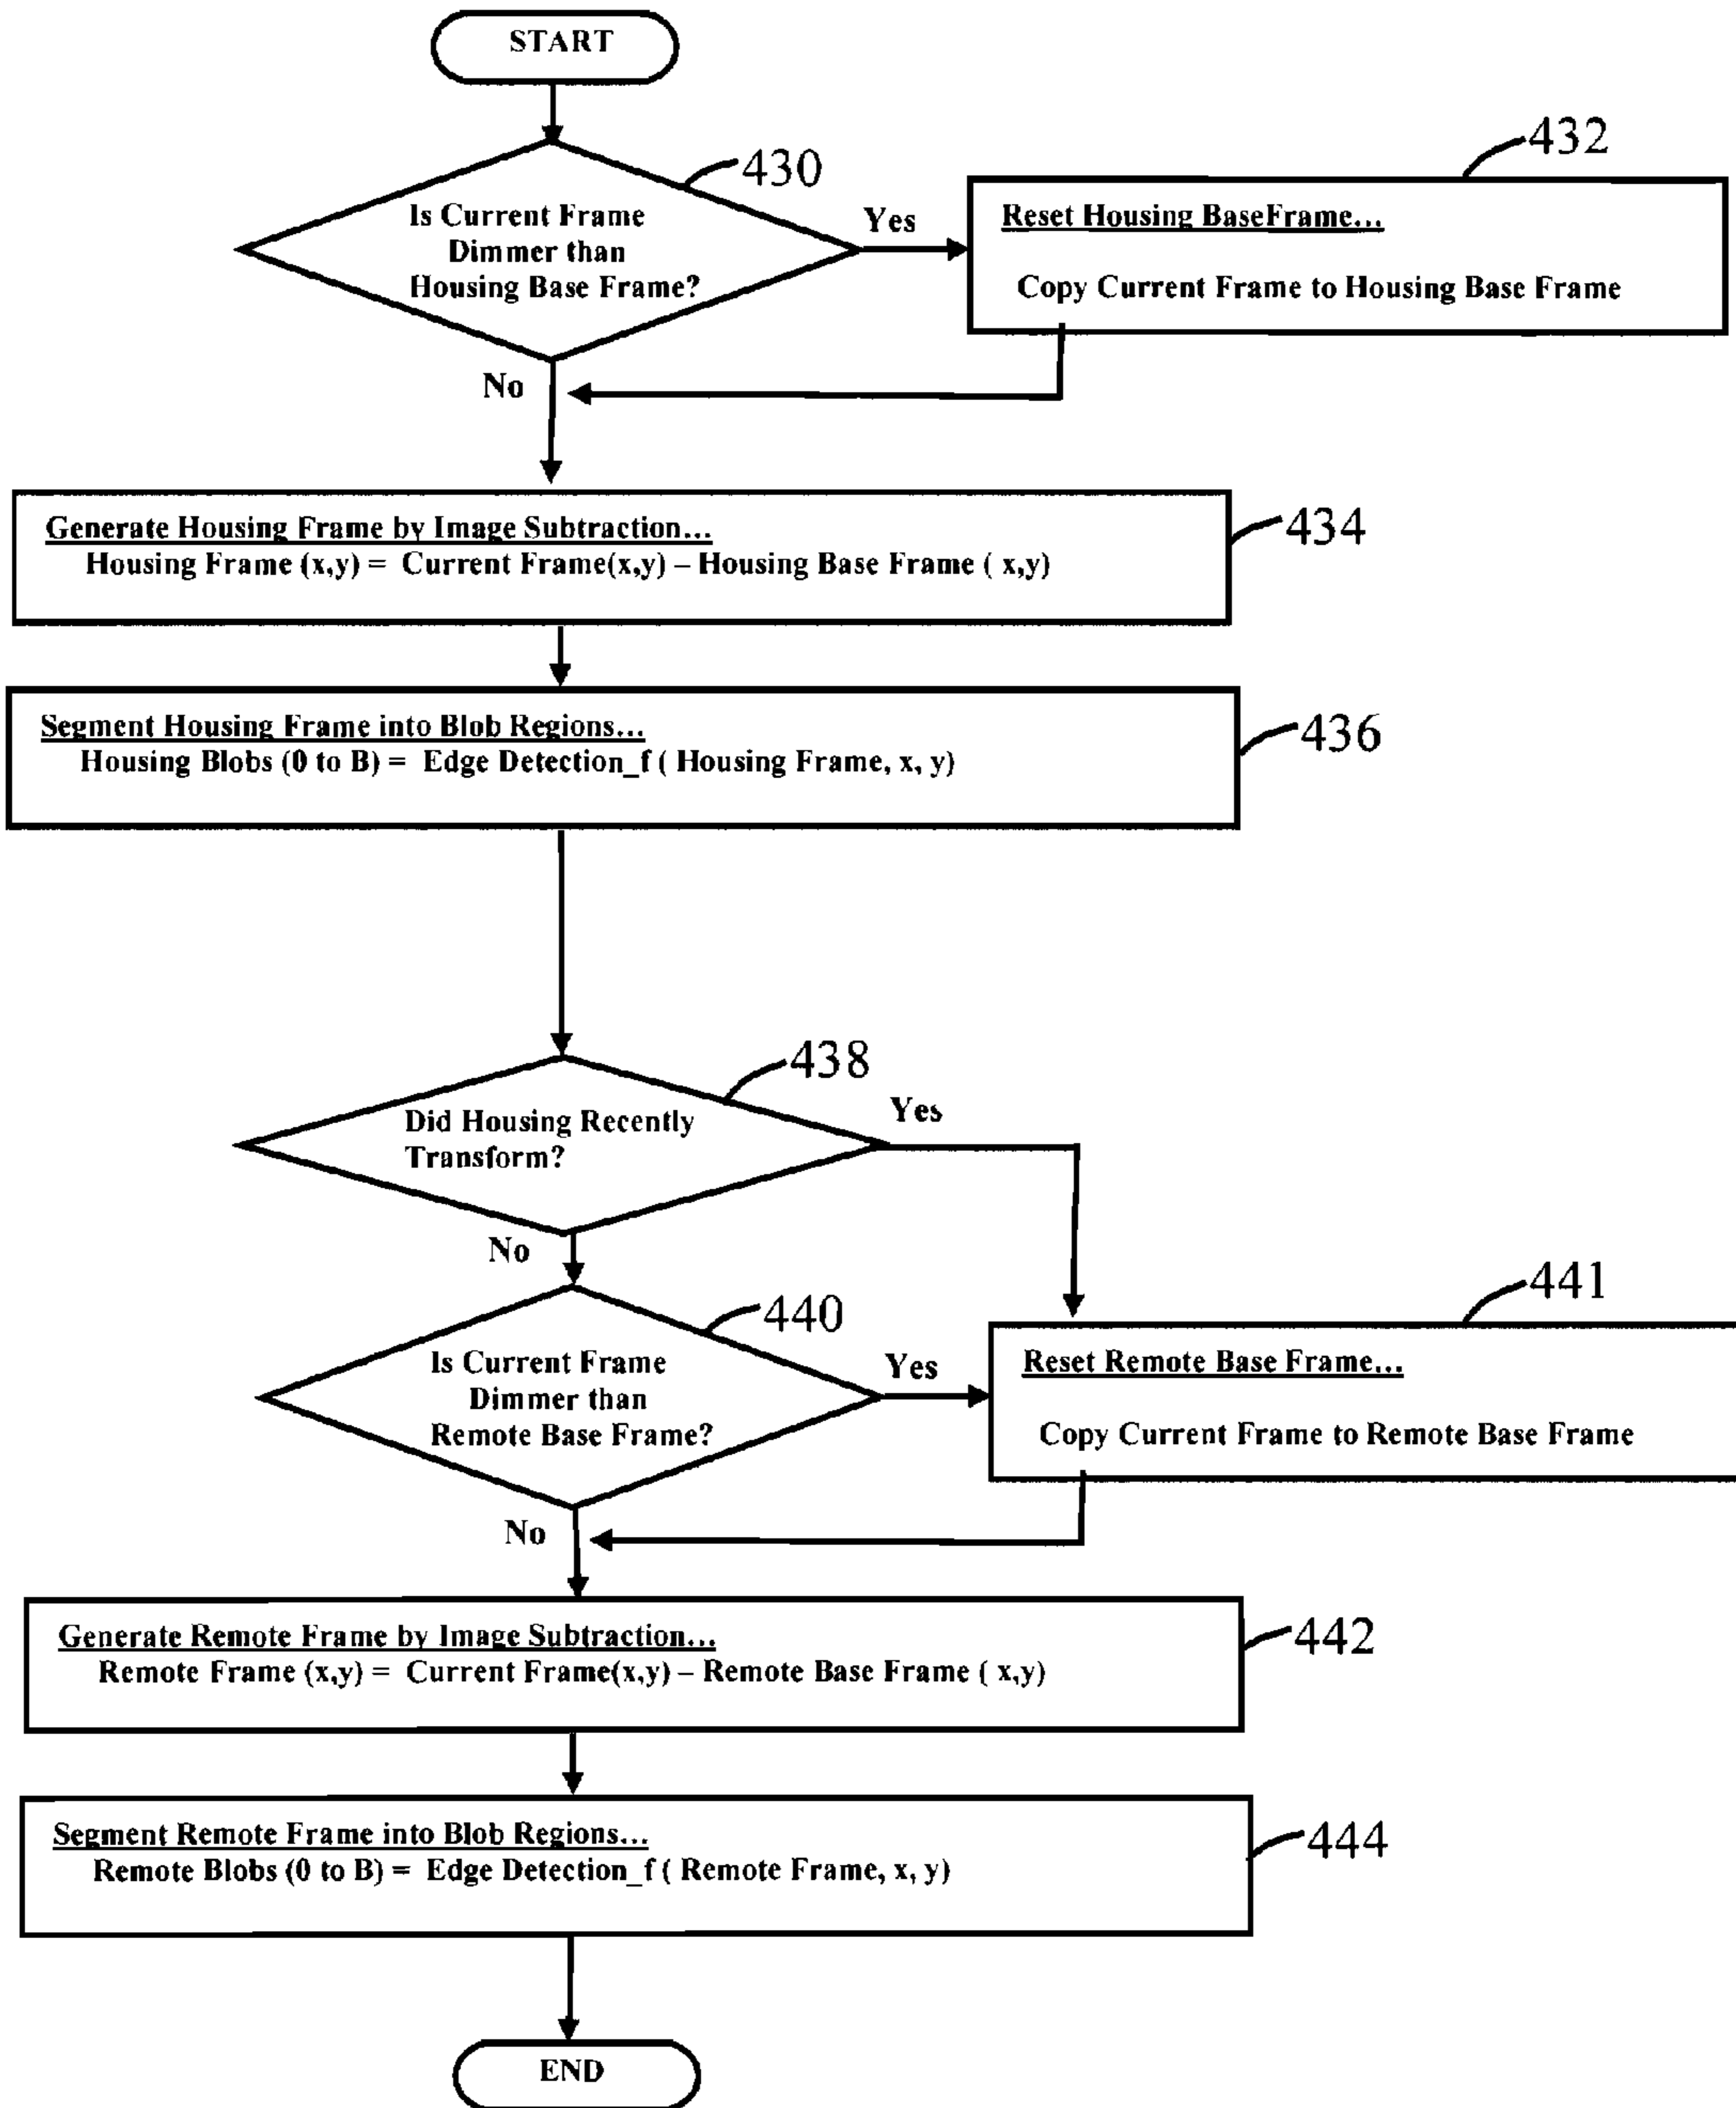 START
430
Is Current Frame
Dimmer than
Housing Base Frame?
Yes
No
432
Reset Housing BaseFrame...
Copy Current Frame to Housing Base Frame
434
Generate Housing Frame by Image Subtraction...
Housing Frame (x,y) = Current Frame(x,y) – Housing Base Frame ( x,y)
436
Segment Housing Frame into Blob Regions...
Housing Blobs (0 to B) = Edge Detection_f ( Housing Frame, x, y)
438
Did Housing Recently
Transform?
Yes
No
440
Is Current Frame
Dimmer than
Remote Base Frame?
Yes
No
441
Reset Remote Base Frame...
Copy Current Frame to Remote Base Frame
442
Generate Remote Frame by Image Subtraction...
Remote Frame (x,y) = Current Frame(x,y) – Remote Base Frame ( x,y)
444
Segment Remote Frame into Blob Regions...
Remote Blobs (0 to B) = Edge Detection_f ( Remote Frame, x, y)
END